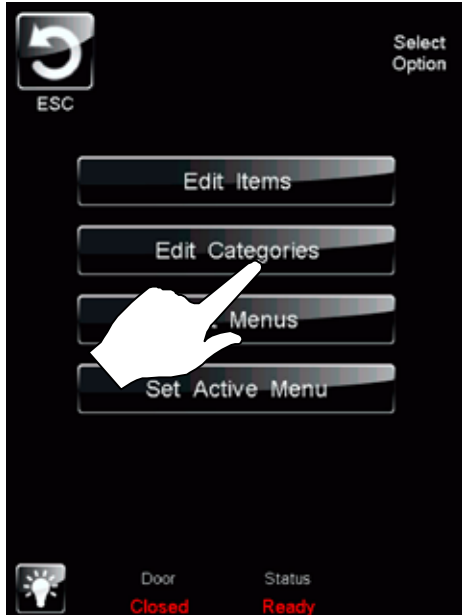 Select
Option
ESC
Edit Items
Edit Categories
Menus
Set Active Menu
Door
Status
Closed
Ready